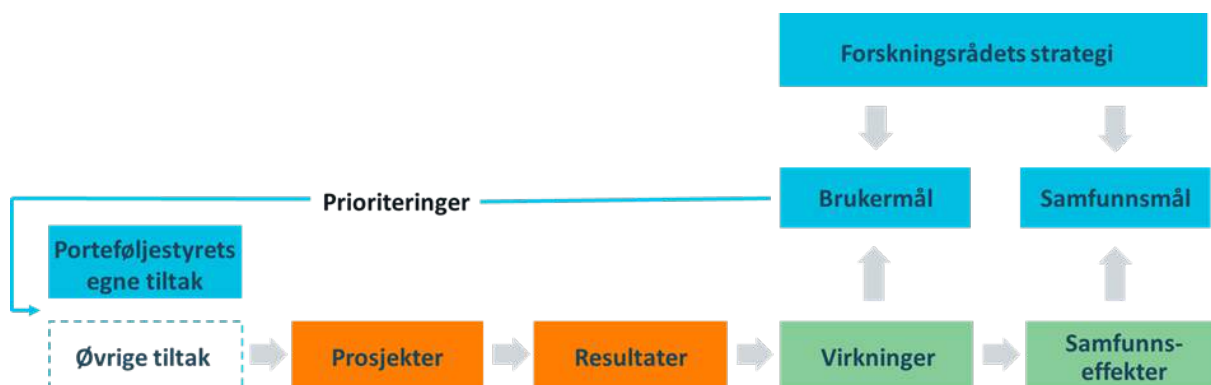 Forskningsrådets strategi
Prioriteringer
Brukermål
Samfunnsmål
Porteføljestyrets
egne tiltak
Øvrige tiltak
Prosjekter
Resultater
Virkninger
Samfunns-
effekter